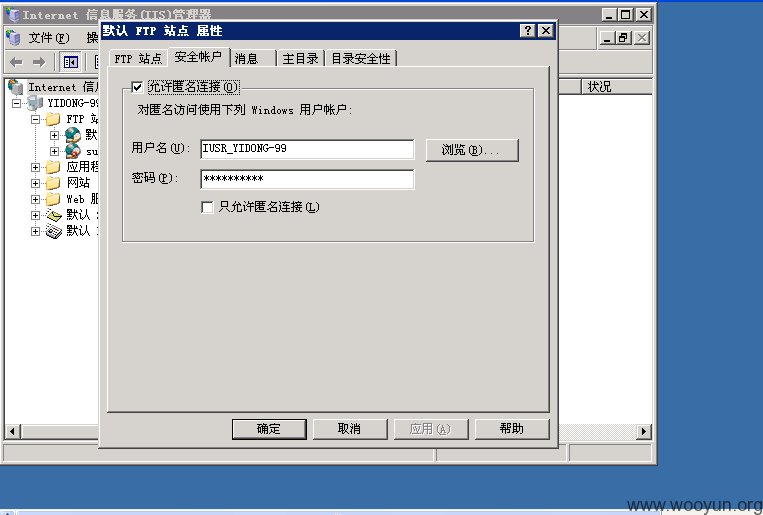 Internet 信息服务(IIS)管理器
文件(F) 操
默认 FTP 站点 属性
FTP 站点 安全帐户 消息 主目录 目录安全性
允许匿名连接(O)
对匿名访问使用下列 Windows 用户帐户:
用户名(U): IUSR_YIDONG-99 浏览(B)...
密码(P): **********
只允许匿名连接(L)
确定 取消 应用(A) 帮助
Internet 信息
YIDONG-99
FTP 站
默
su
应用程
网站
Web 服
默认
默认
状况
www.wooyun.org